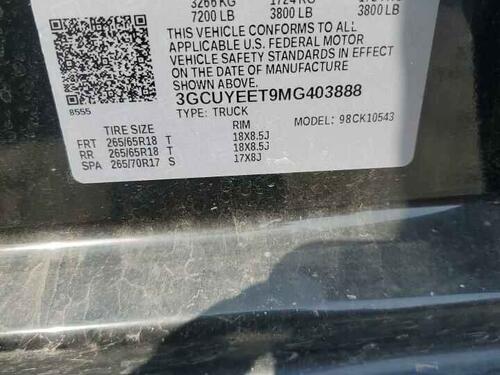 3266 KG 1724 KG
7200 LB 3800 LB 3800 LB
THIS VEHICLE CONFORMS TO ALL
APPLICABLE U.S. FEDERAL MOTOR
VEHICLE SAFETY STANDARDS IN
EFFECT ON THE DATE OF MANUFACTURE
SHOWN ABOVE.
3GCUYEET9MG403888
8555
TYPE: TRUCK
MODEL: 98CK10543
TIRE SIZE RIM
FRT 265/65R18 T 18X8.5J
RR 265/65R18 T 18X8.5J
SPA 265/70R17 S 17X8J